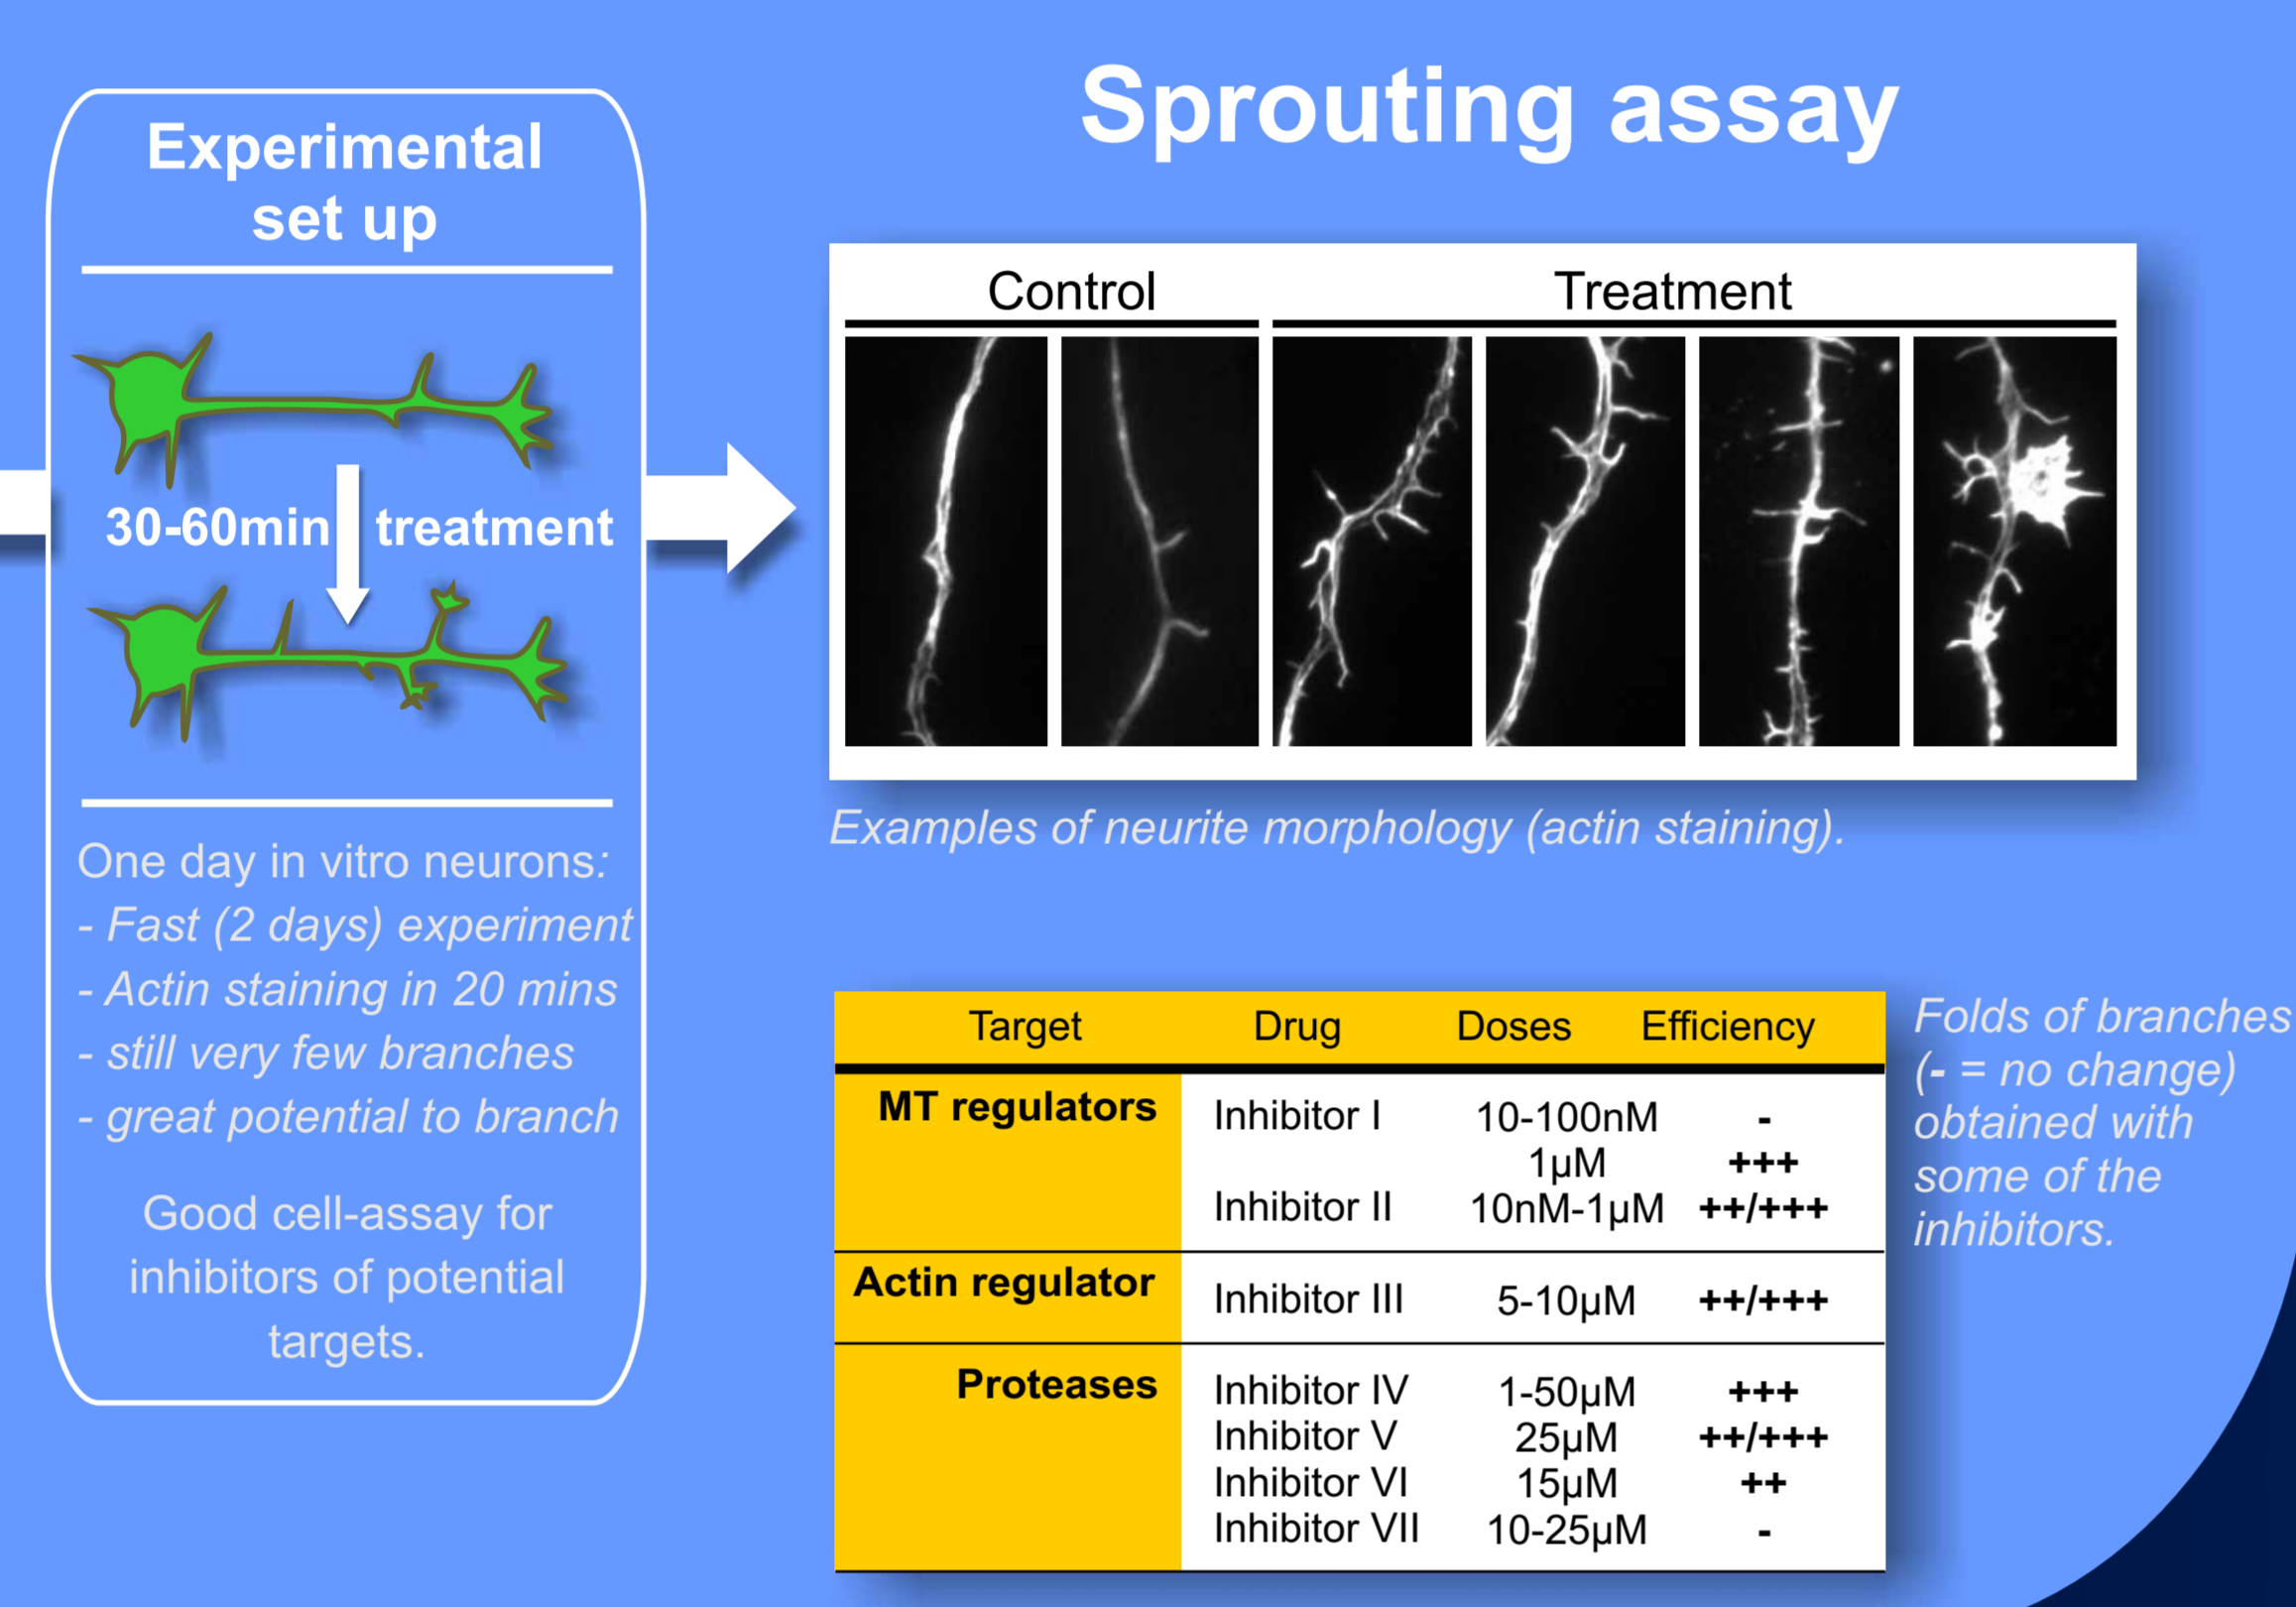 Experimental
set up
30-60min treatment
One day in vitro neurons:
- Fast (2 days) experiment
- Actin staining in 20 mins
- still very few branches
- great potential to branch
Good cell-assay for
inhibitors of potential
targets.
Sprouting assay
Control Treatment
Examples of neurite morphology (actin staining).
Target Drug Doses Efficiency
MT regulators Inhibitor I 10-100nM -
1µM +++
Inhibitor II 10nM-1µM ++/+++
Actin regulator Inhibitor III 5-10µM ++/+++
Proteases Inhibitor IV 1-50µM +++
Inhibitor V 25µM ++/+++
Inhibitor VI 15µM ++
Inhibitor VII 10-25µM -
Folds of branches
(- = no change)
obtained with
some of the
inhibitors.